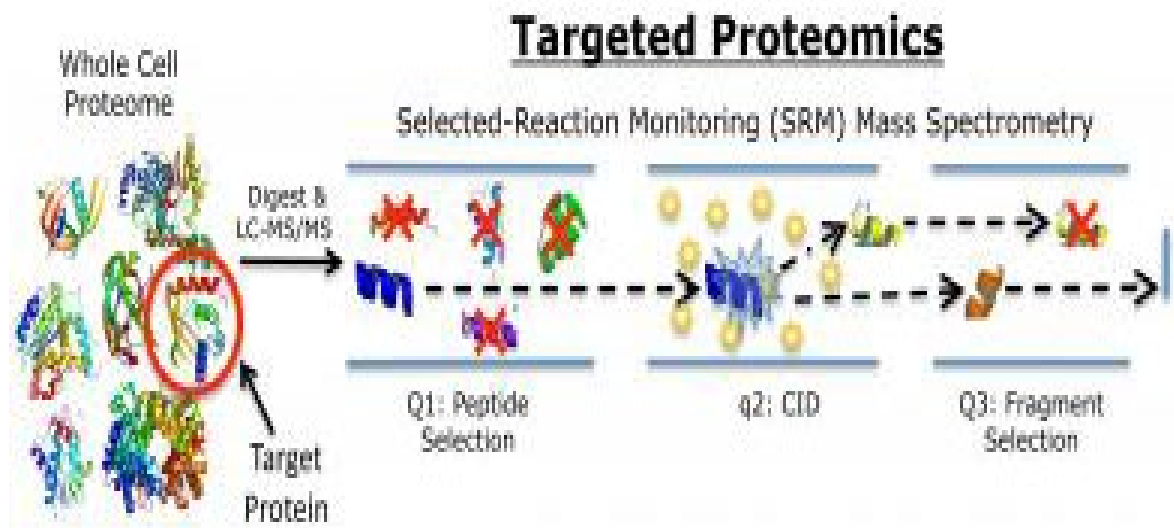 Targeted Proteomics
Whole Cell
Proteome
Selected-Reaction Monitoring (SRM) Mass Spectrometry
Digest &
LC-MS/MS
Q1: Peptide
Selection
q2: CID
Q3: Fragment
Selection
Target
Protein